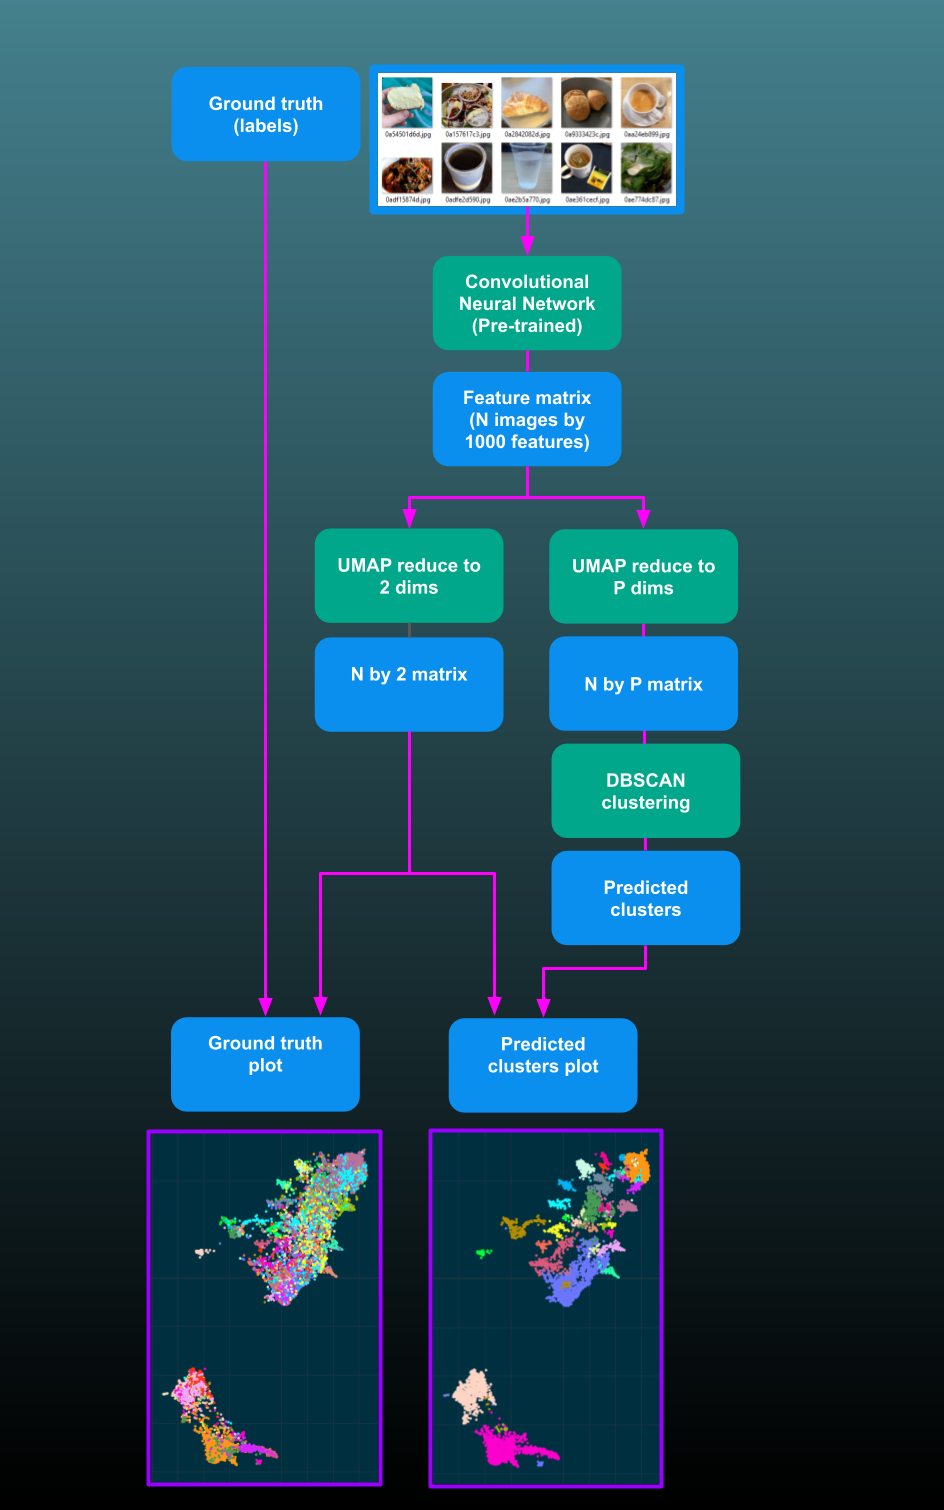 Ground truth
(labels)
0a54501d6d.jpg
0a157617c3.jpg
0a2842082d.jpg
0a9333423c.jpg
0aa24eb899.jpg
0adf15874d.jpg
0adfe2d590.jpg
0ae2b5a770.jpg
0ae361cecf.jpg
0ae774dc87.jpg
Convolutional
Neural Network
(Pre-trained)
Feature matrix
(N images by
1000 features)
UMAP reduce to
2 dims
UMAP reduce to
P dims
N by 2 matrix
N by P matrix
DBSCAN
clustering
Predicted
clusters
Ground truth
plot
Predicted
clusters plot